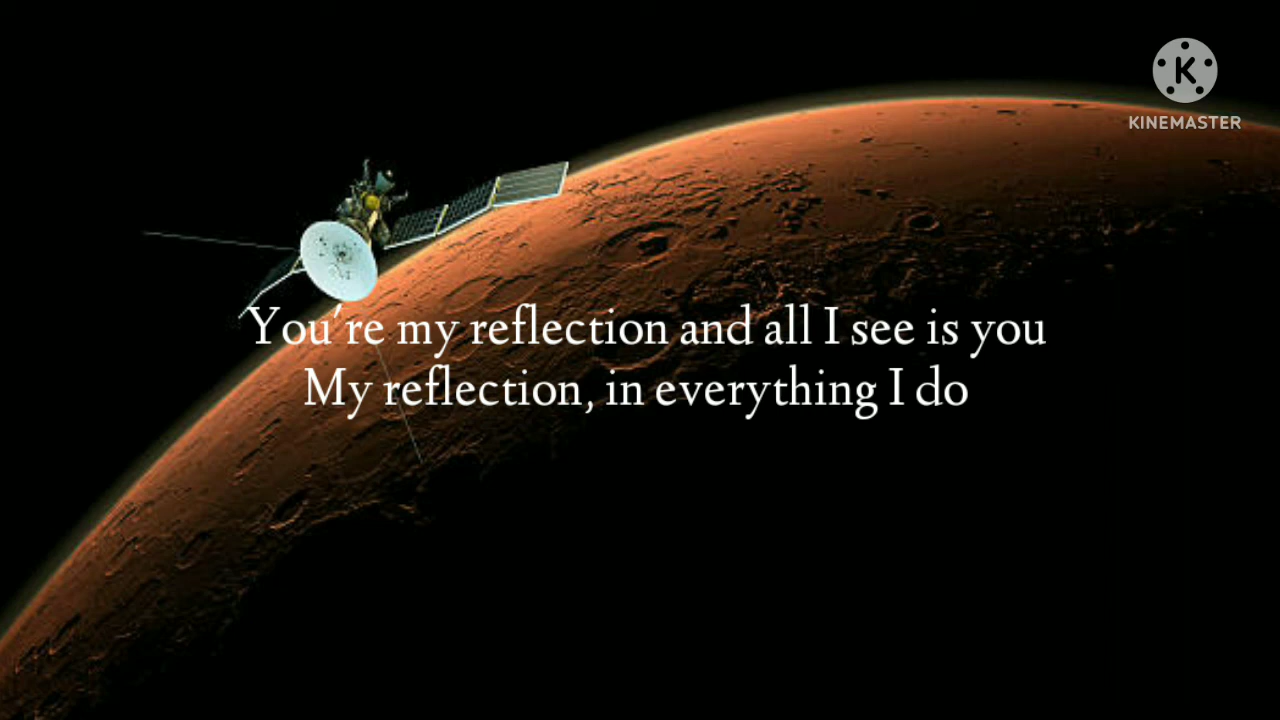 KINEMASTER
You're my reflection and all I see is you
My reflection, in everything I do